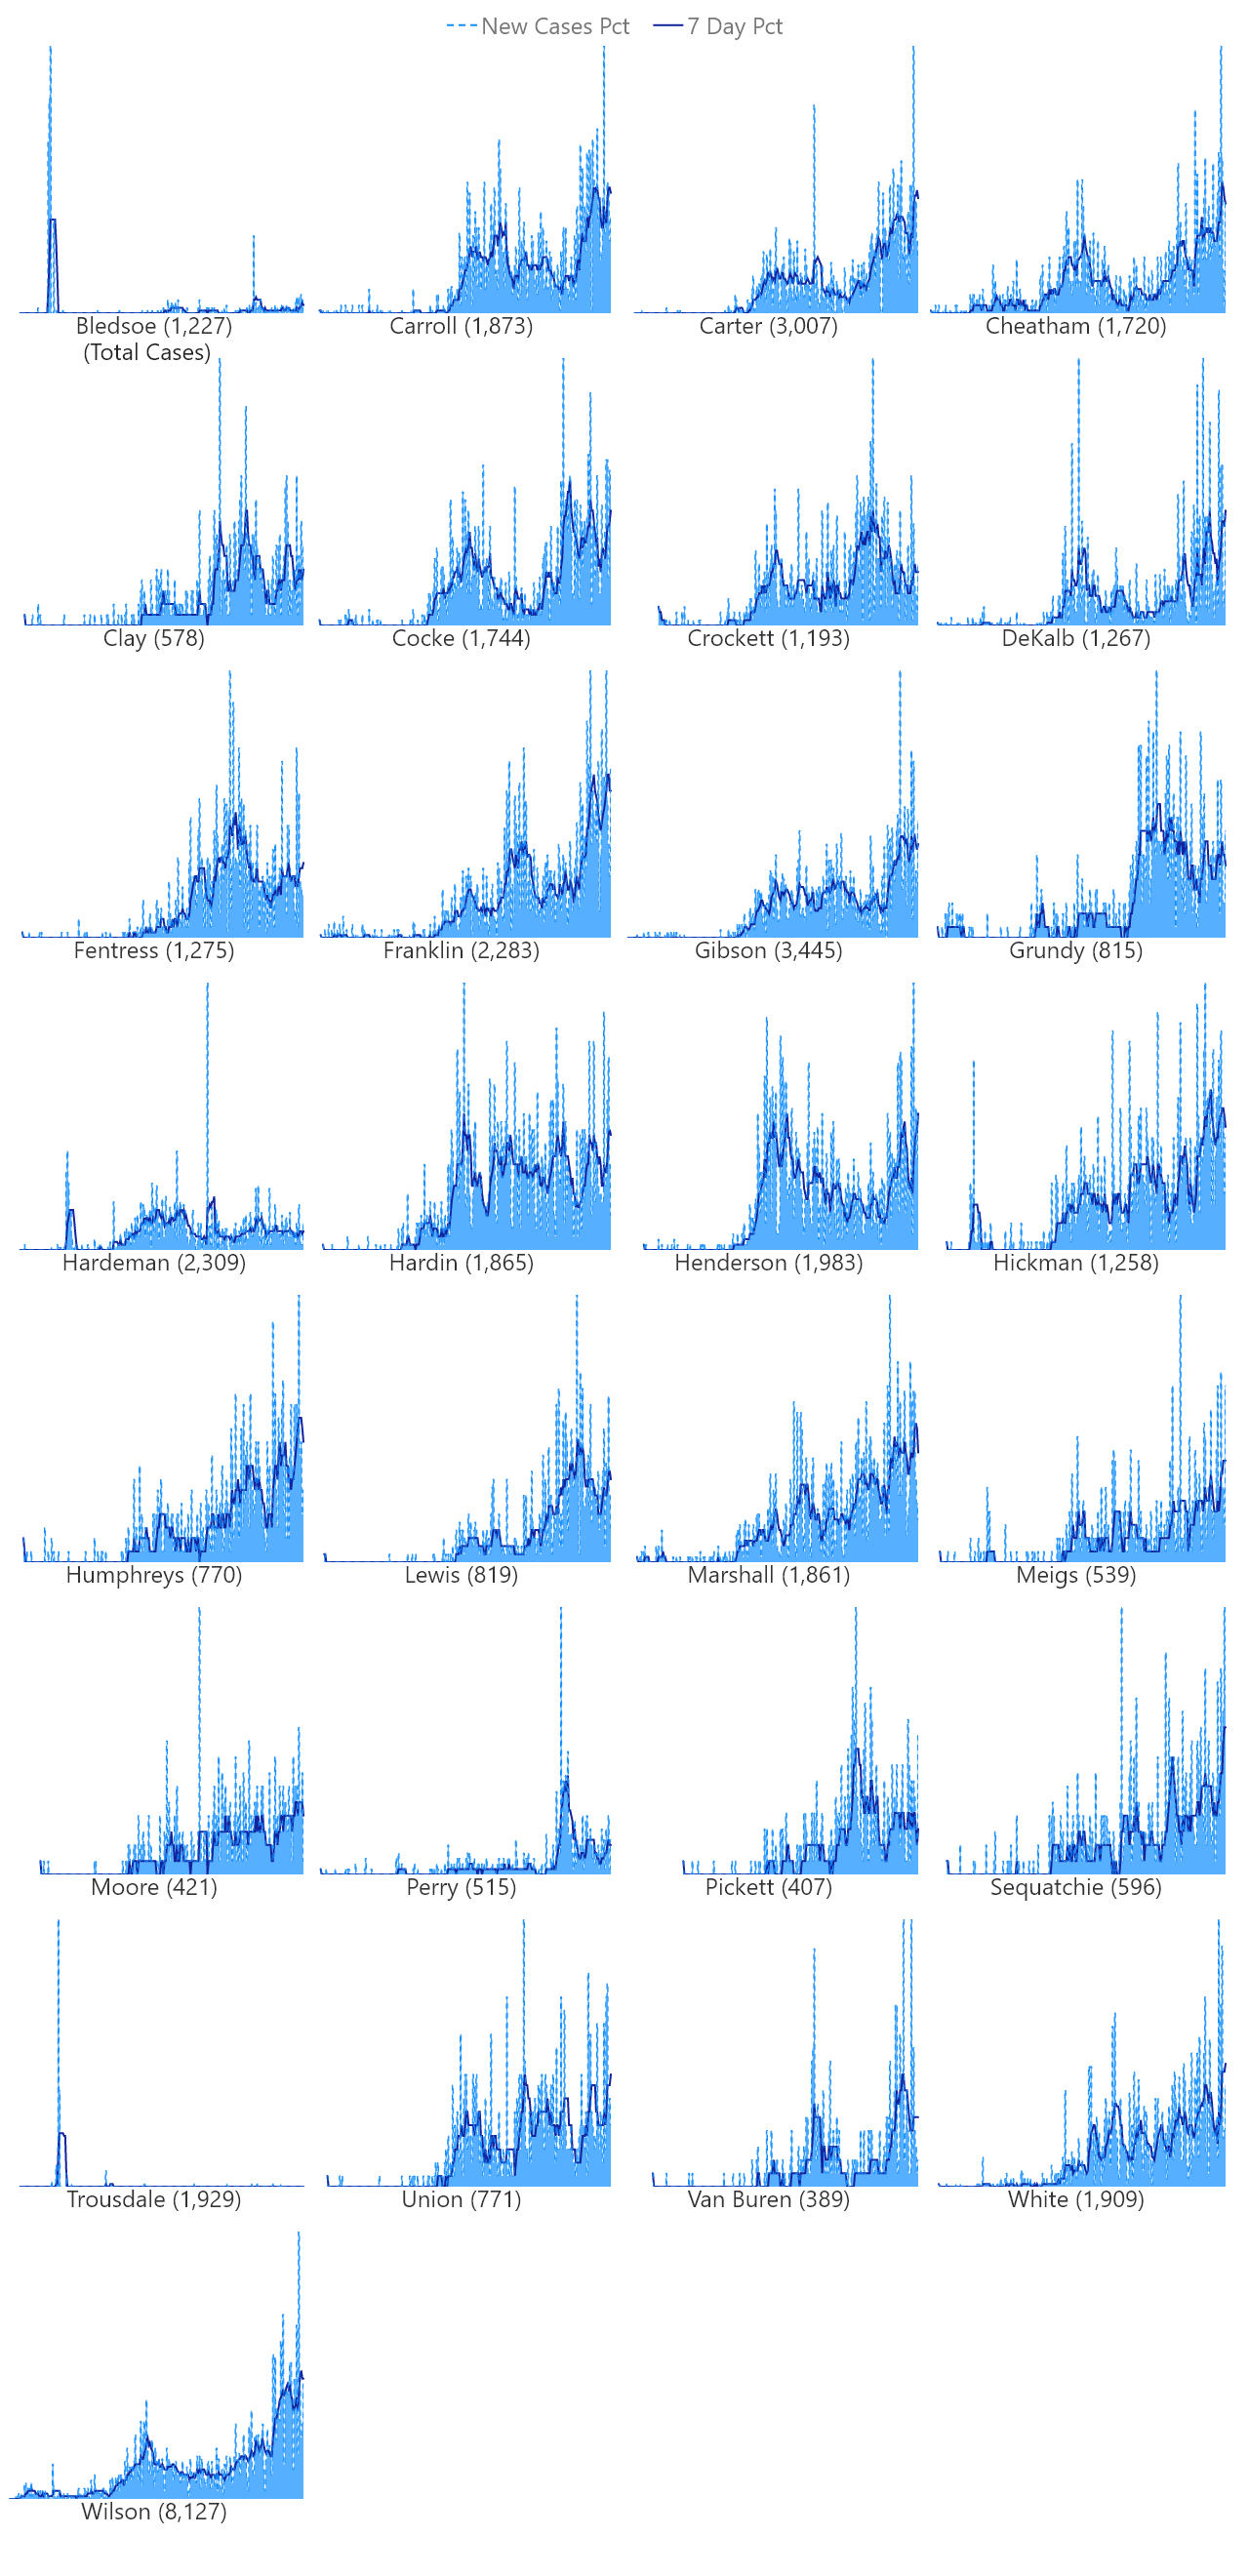 New Cases Pct 7 Day Pct
Bledsoe (1,227) Carroll (1,873) Carter (3,007) Cheatham (1,720)
(Total Cases)
Clay (578) Cocke (1,744) Crockett (1,193) DeKalb (1,267)
Fentress (1,275) Franklin (2,283) Gibson (3,445) Grundy (815)
Hardeman (2,309) Hardin (1,865) Henderson (1,983) Hickman (1,258)
Humphreys (770) Lewis (819) Marshall (1,861) Meigs (539)
Moore (421) Perry (515) Pickett (407) Sequatchie (596)
Trousdale (1,929) Union (771) Van Buren (389) White (1,909)
Wilson (8,127)